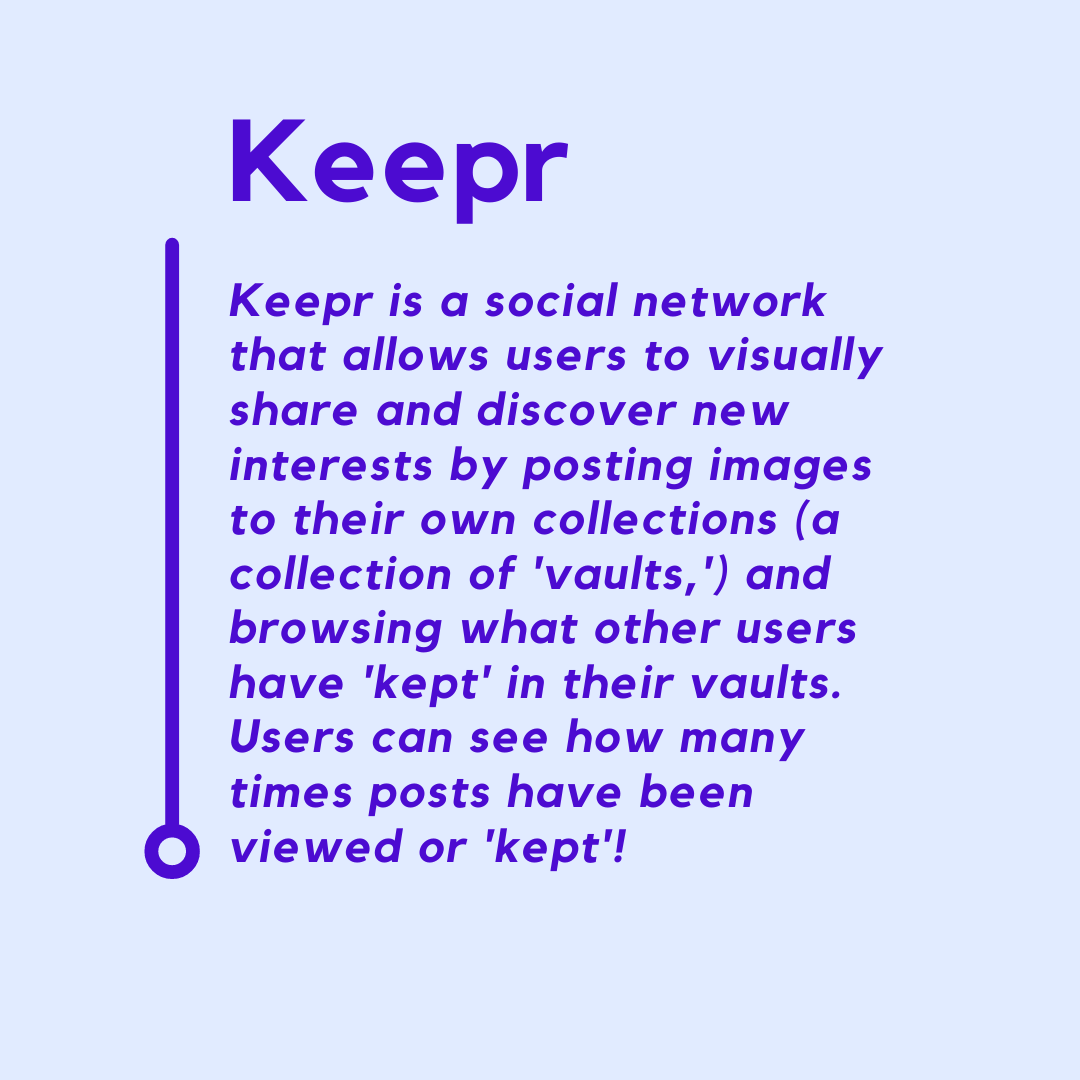 Keepr
Keepr is a social network
that allows users to visually
share and discover new
interests by posting images
to their own collections (a
collection of 'vaults,') and
browsing what other users
have 'kept' in their vaults.
Users can see how many
times posts have been
viewed or 'kept'!